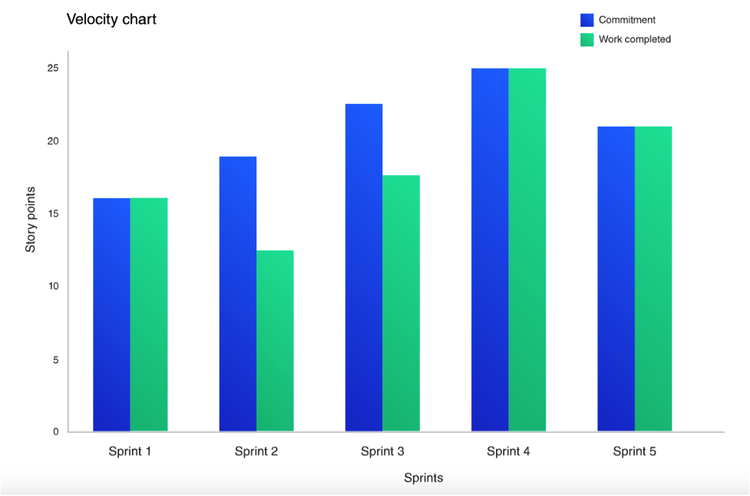 Velocity chart
Commitment
Work completed
Story points
25
20
15
10
5
0
Sprint 1
Sprint 2
Sprint 3
Sprint 4
Sprint 5
Sprints